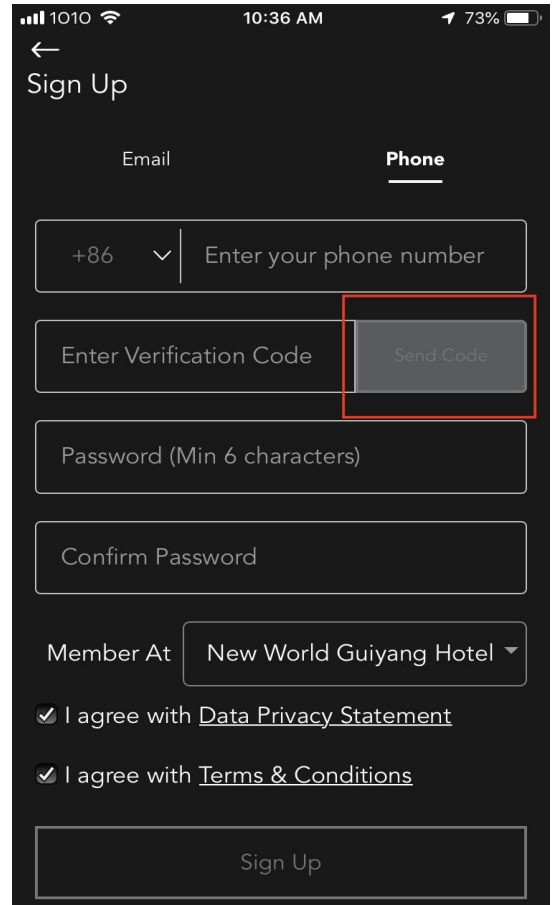 1010 10:36 AM 73%
Sign Up
Email Phone
+86 Enter your phone number
Enter Verification Code Send Code
Password (Min 6 characters)
Confirm Password
Member At New World Guiyang Hotel
I agree with Data Privacy Statement
I agree with Terms & Conditions
Sign Up